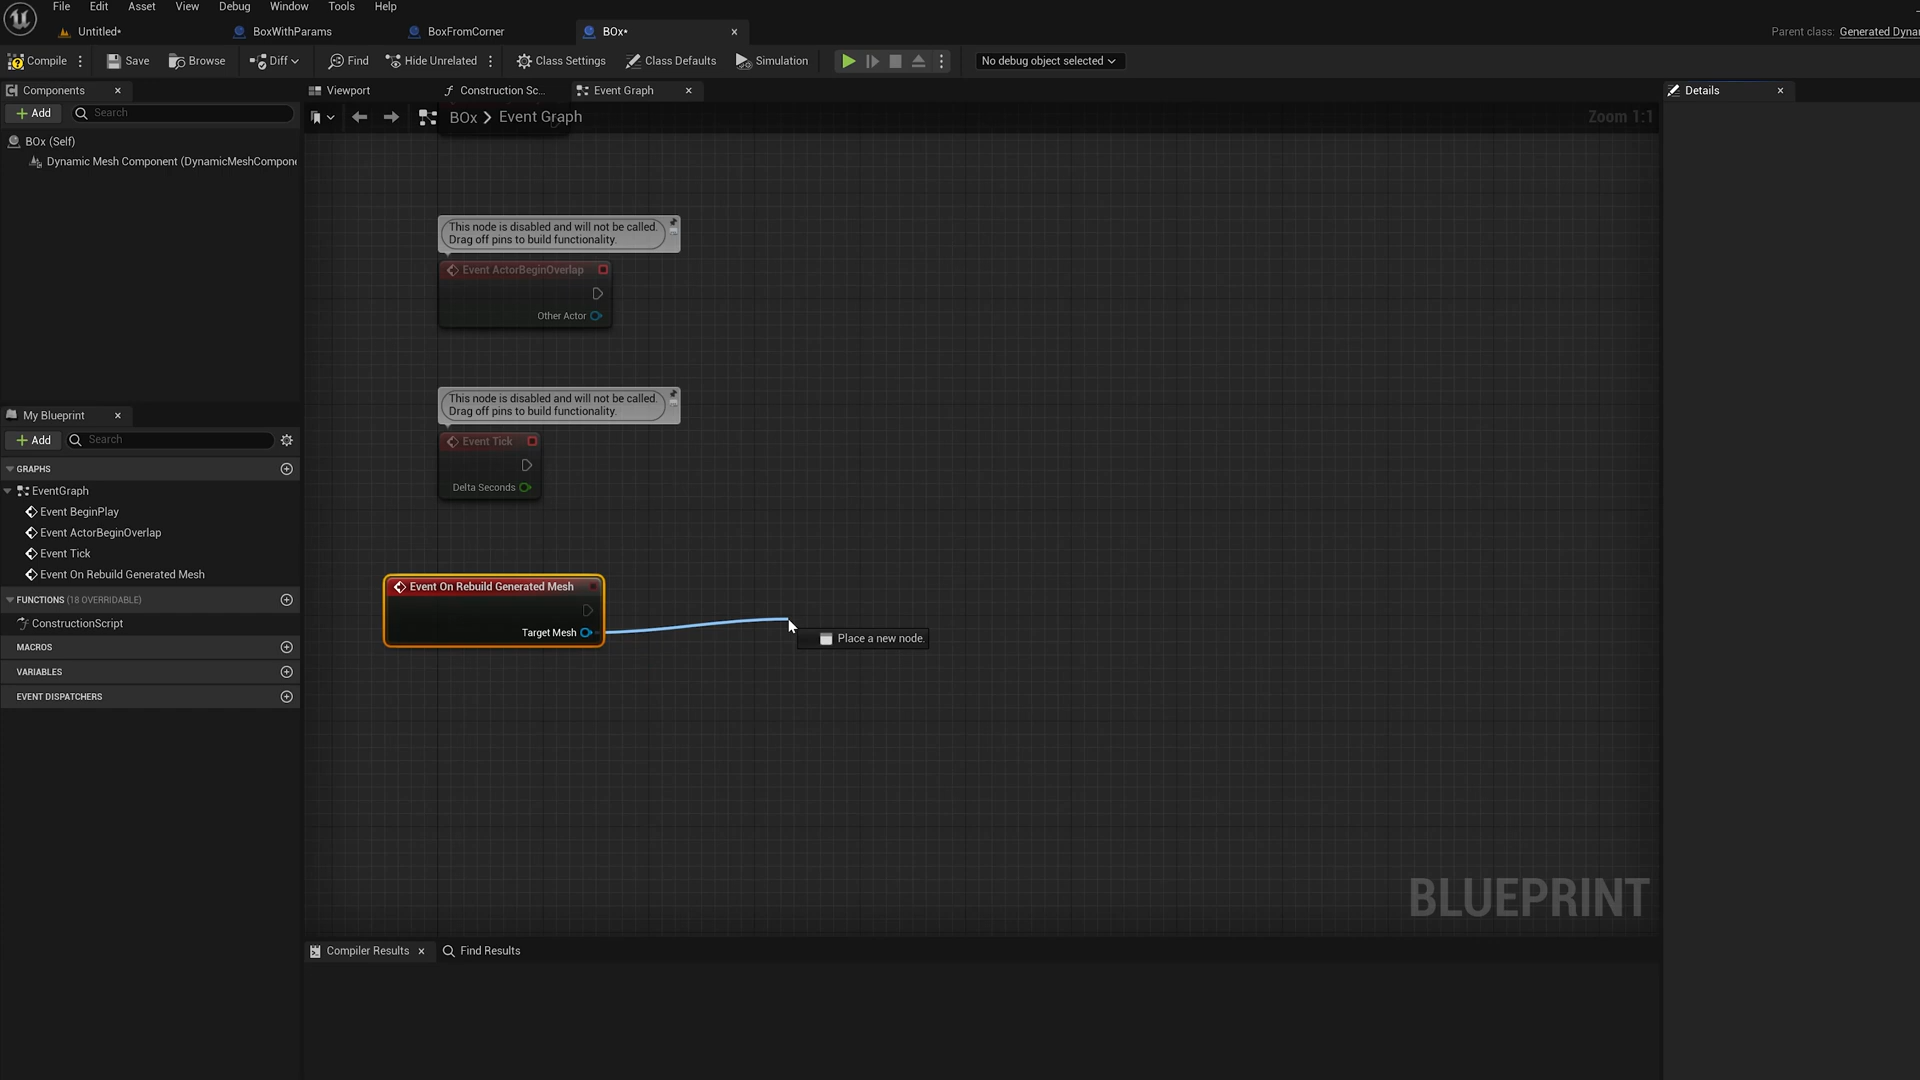 File Edit Asset View Debug Window Tools Help
Untitled* BoxWithParams BoxFromCorner BOx* × Parent class: Generated Dyna
Compile Save Browse Diff Find Hide Unrelated Class Settings Class Defaults Simulation No debug object selected
Components × Viewport Construction Sc... Event Graph × Details ×
+ Add Search BOx > Event Graph Zoom 1:1
BOx (Self)
Dynamic Mesh Component (DynamicMeshCompone
This node is disabled and will not be called.
Drag off pins to build functionality.
Event ActorBeginOverlap
Other Actor
This node is disabled and will not be called.
Drag off pins to build functionality.
Event Tick
Delta Seconds
My Blueprint ×
+ Add Search
GRAPHS
EventGraph
Event BeginPlay
Event ActorBeginOverlap
Event Tick
Event On Rebuild Generated Mesh
FUNCTIONS (18 OVERRIDABLE)
ConstructionScript
MACROS
VARIABLES
EVENT DISPATCHERS
Event On Rebuild Generated Mesh
Target Mesh
Place a new node.
BLUEPRINT
Compiler Results × Find Results